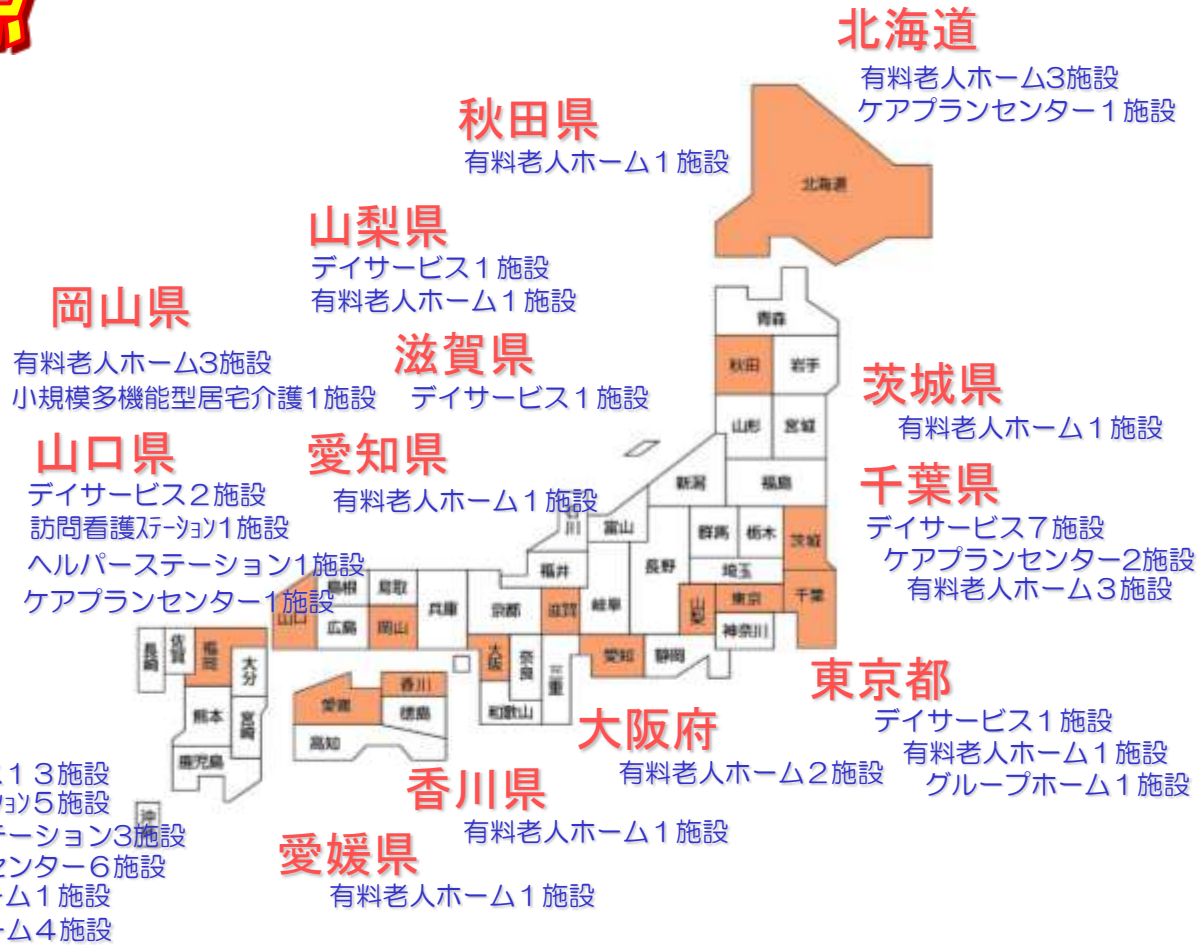 北海道
有料老人ホーム3施設
ケアプランセンター1施設
秋田県
有料老人ホーム1施設
山梨県
デイサービス1施設
有料老人ホーム1施設
岡山県
有料老人ホーム3施設
小規模多機能型居宅介護1施設
滋賀県
デイサービス1施設
山口県
デイサービス2施設
訪問看護ステーション1施設
ヘルパーステーション1施設
ケアプランセンター1施設
愛知県
有料老人ホーム1施設
茨城県
有料老人ホーム1施設
千葉県
デイサービス7施設
ケアプランセンター2施設
有料老人ホーム3施設
東京都
デイサービス1施設
有料老人ホーム1施設
グループホーム1施設
大阪府
有料老人ホーム2施設
香川県
有料老人ホーム1施設
愛媛県
有料老人ホーム1施設
13施設
ション5施設
テーション3施設
センター6施設
ーム1施設
ーム4施設
北海道
青森
秋田
岩手
山形
宮城
新潟
福島
富山
群馬
栃木
茨城
福井
長野
埼玉
島根
鳥取
兵庫
京都
滋賀
岐阜
山梨
東京
千葉
山口
広島
岡山
神奈川
長崎
佐賀
福岡
大分
大阪
奈良
三重
愛知
静岡
熊本
宮崎
愛媛
香川
徳島
和歌山
高知
鹿児島
沖
川